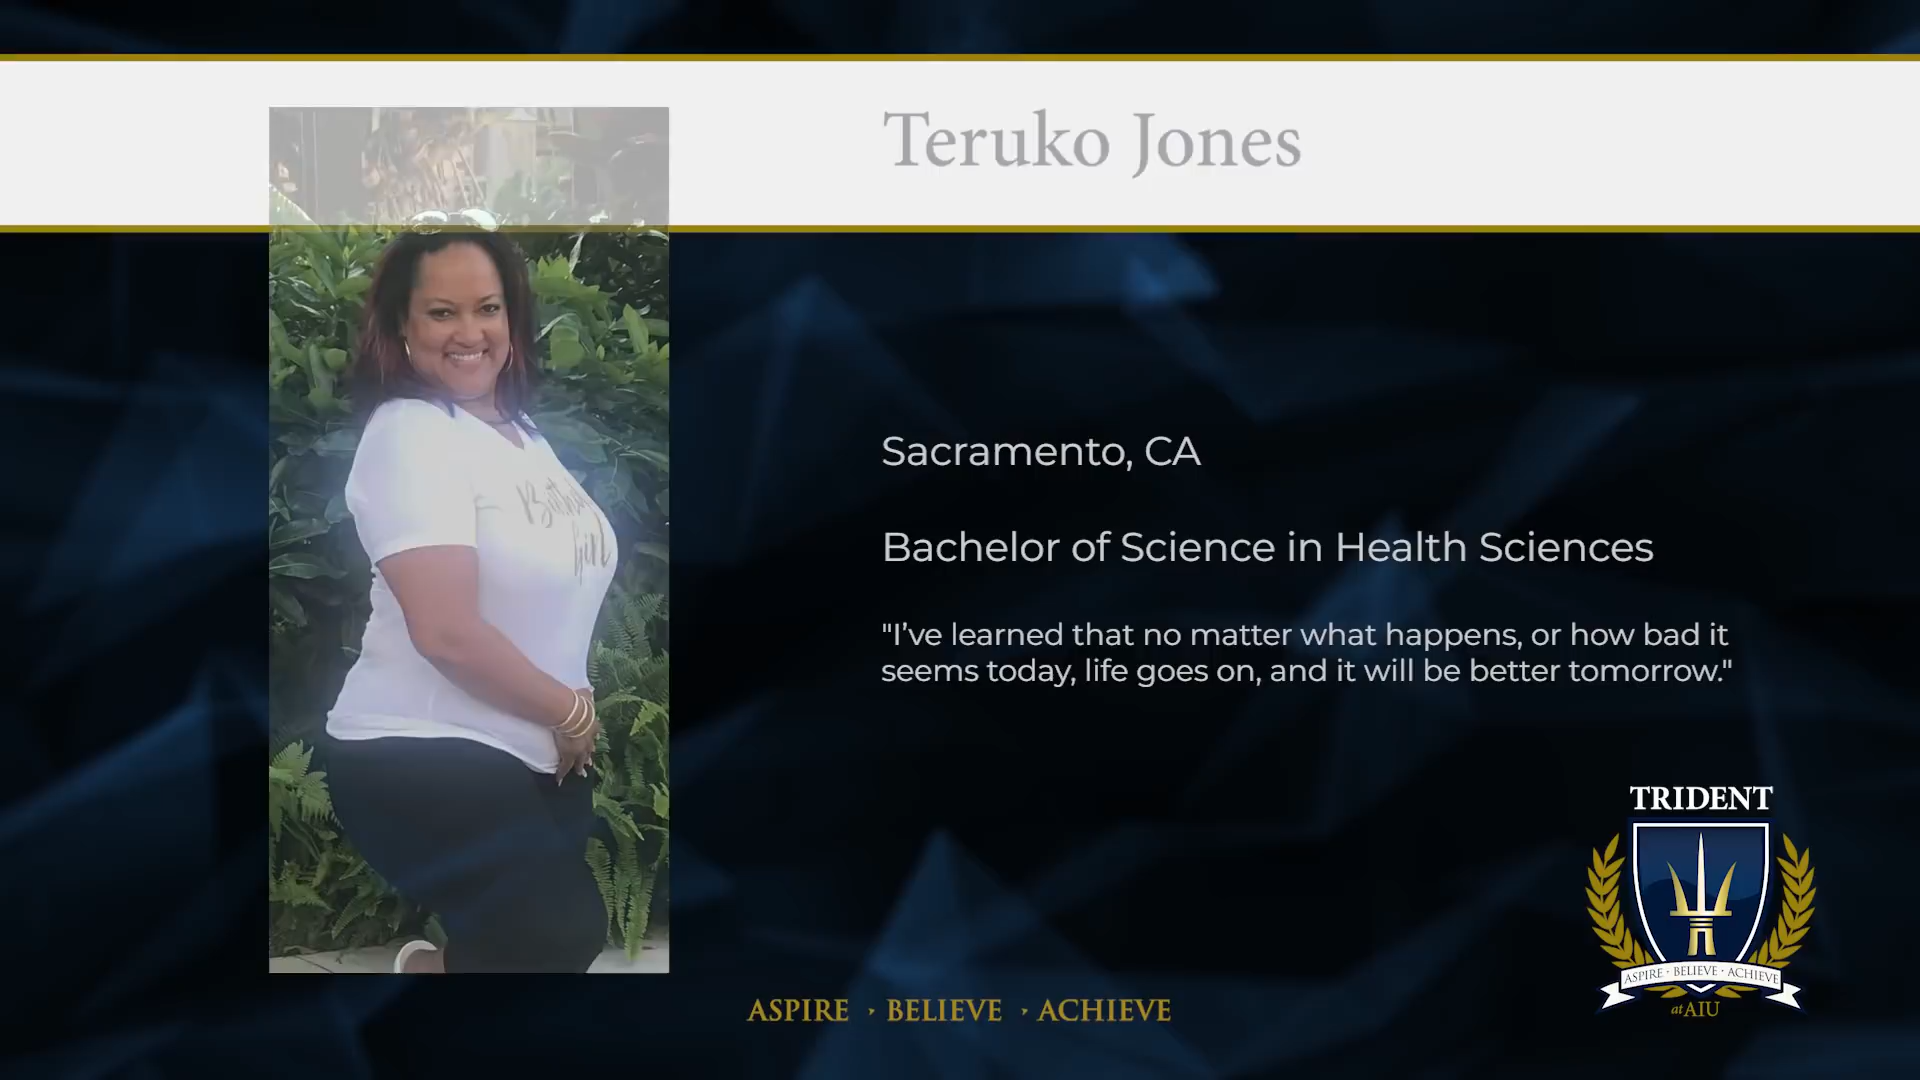 Teruko Jones
Birthday
Girl
Sacramento, CA
Bachelor of Science in Health Sciences
"I’ve learned that no matter what happens, or how bad it
seems today, life goes on, and it will be better tomorrow."
TRIDENT
ASPIRE · BELIEVE · ACHIEVE
at AIU
ASPIRE · BELIEVE · ACHIEVE